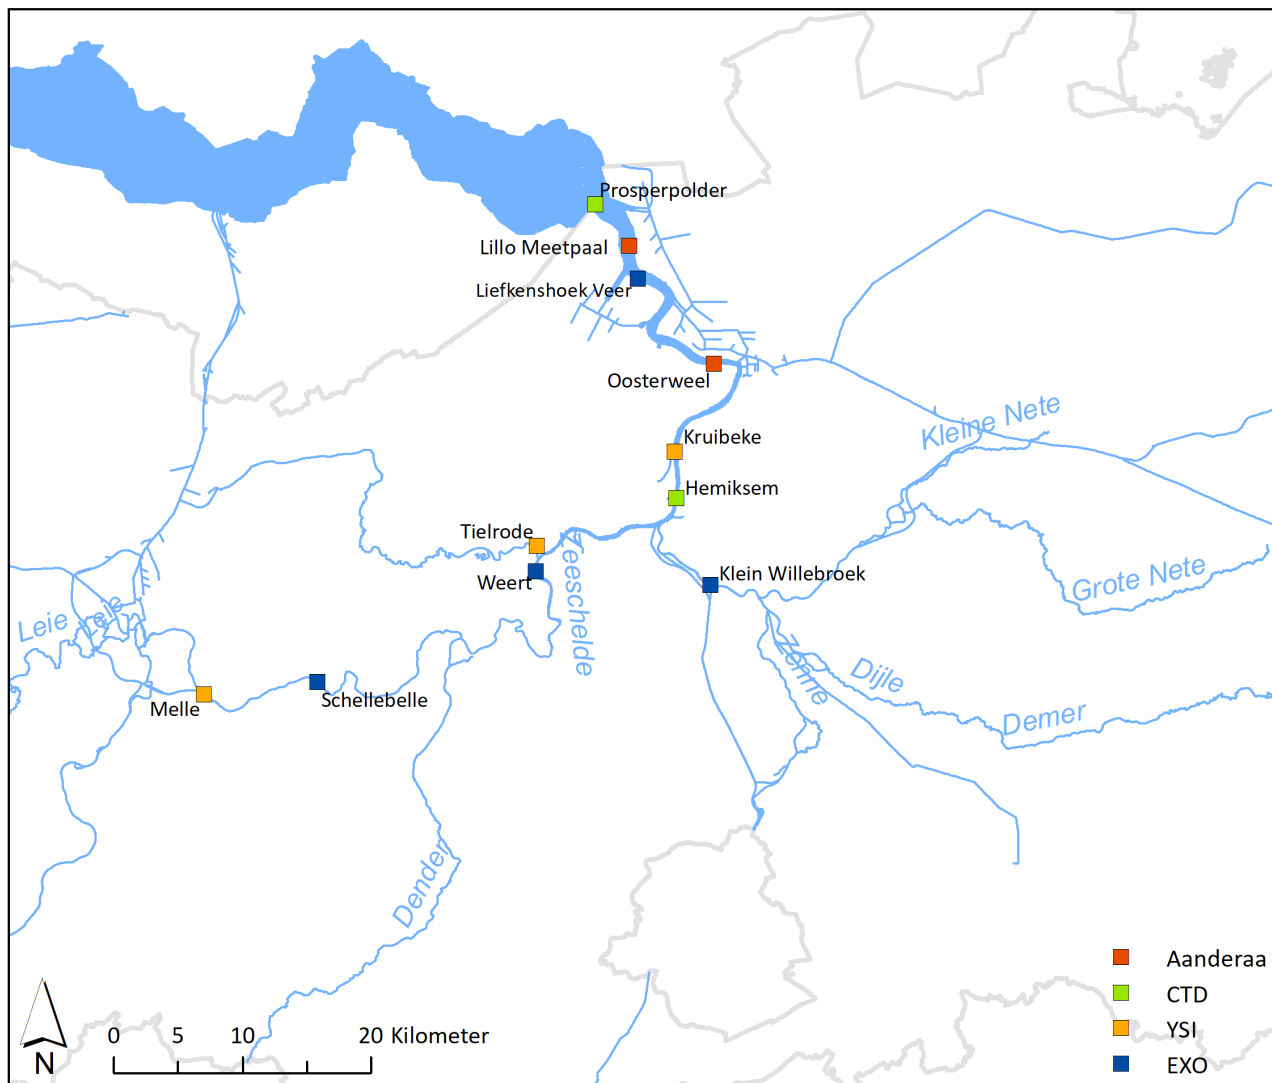 Prosperpolder
Lillo Meetpaal
Liefkenshoek Veer
Oosterweel
Kleine Nete
Kruibeke
Hemiksem
Tielrode
Zeeschelde
Weert
Klein Willebroek
Grote Nete
Leie
Leie
Zenne
Dijle
Schellebelle
Melle
Demer
Dender
Aanderaa
CTD
YSI
EXO
N
0 5 10 20 Kilometer